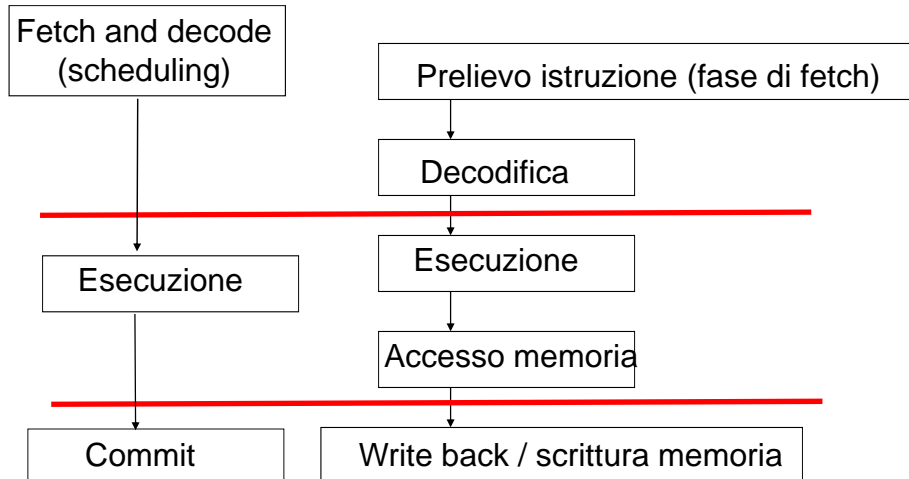 Fetch and decode
(scheduling)
Prelievo istruzione (fase di fetch)
Decodifica
Esecuzione
Esecuzione
Accesso memoria
Commit
Write back / scrittura memoria